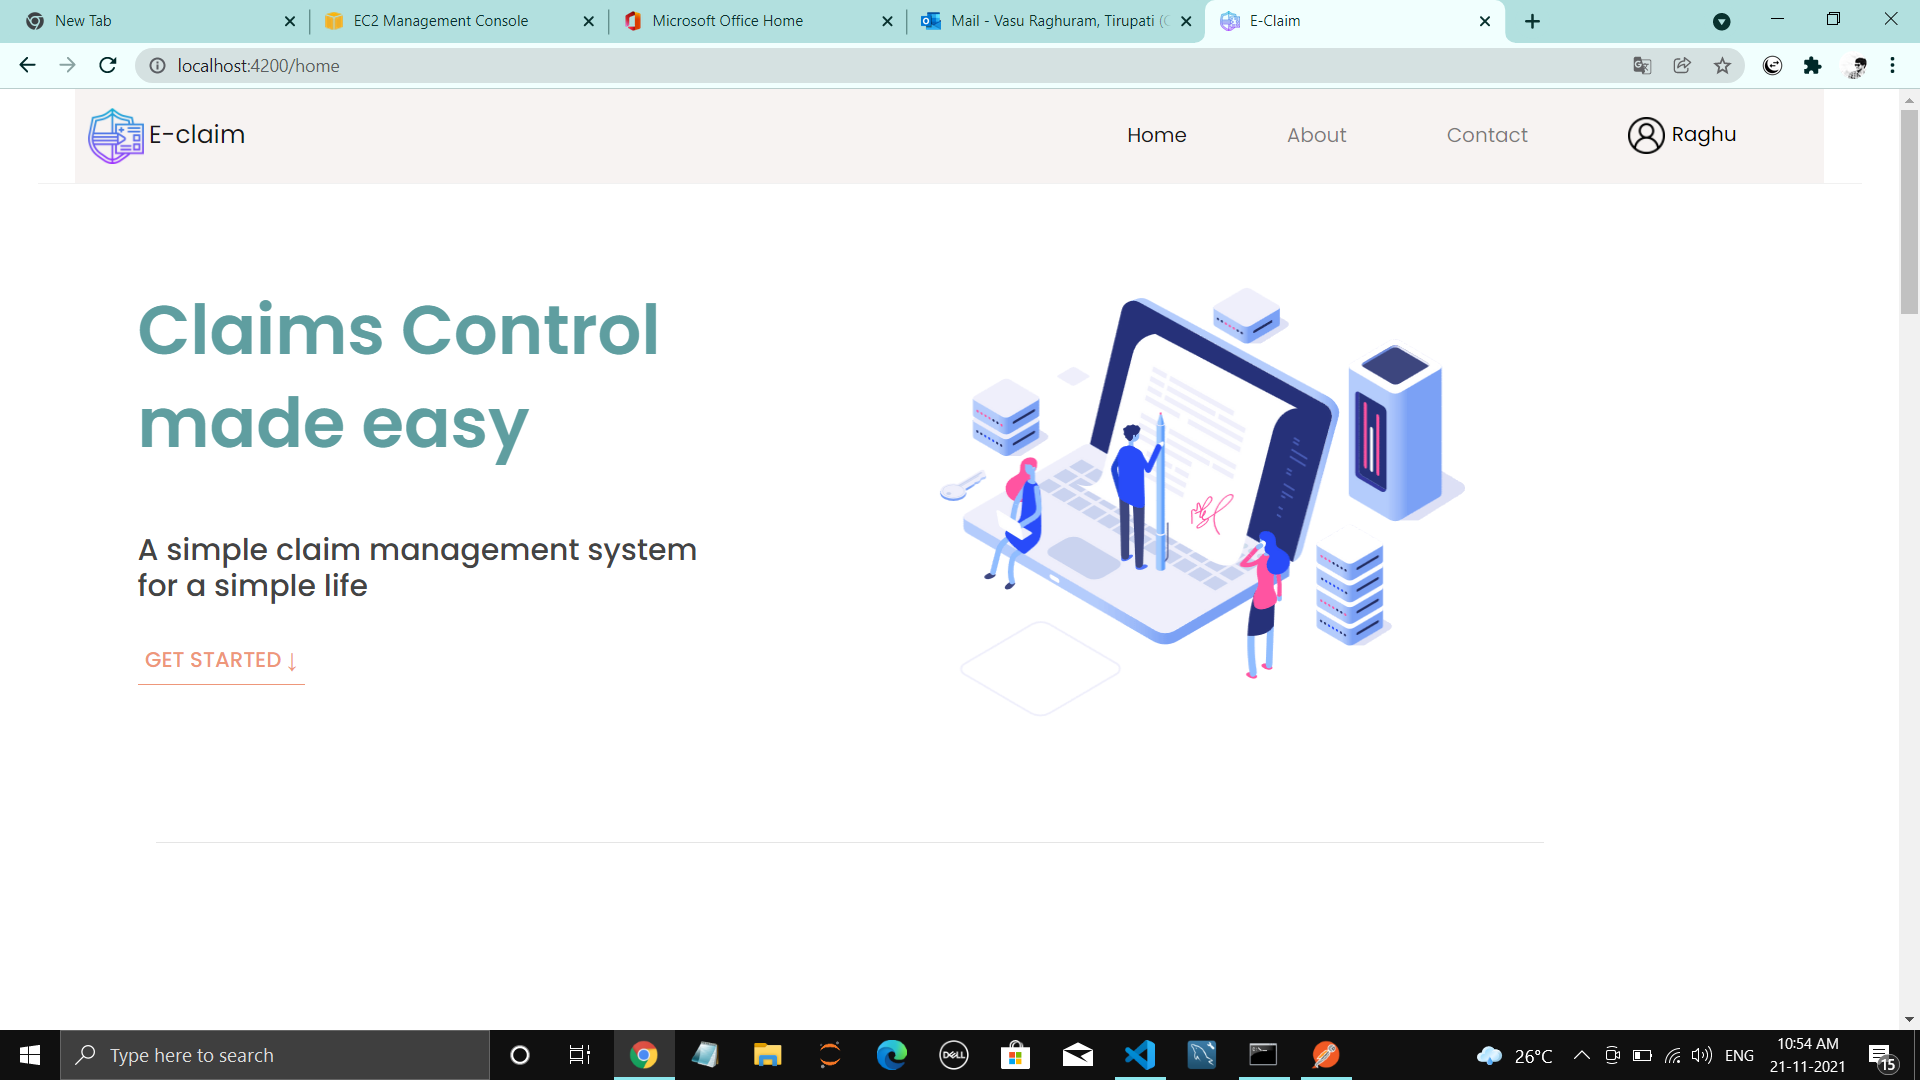 New Tab
EC2 Management Console
Microsoft Office Home
Mail - Vasu Raghuram, Tirupati (
E-Claim
localhost:4200/home
E-claim
Home
About
Contact
Raghu
Claims Control
made easy
A simple claim management system
for a simple life
GET STARTED ↓
Type here to search
DELL
26°C
ENG
10:54 AM
21-11-2021
15